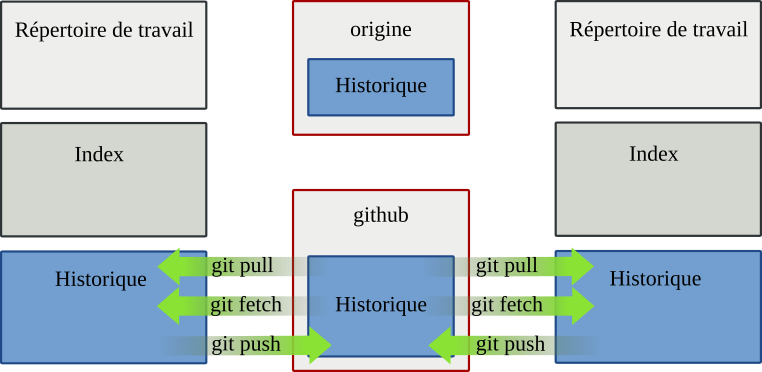 Répertoire de travail
origine
Répertoire de travail
Historique
Index
Index
github
git pull
git pull
Historique
Historique
git fetch
Historique
git fetch
git push
git push